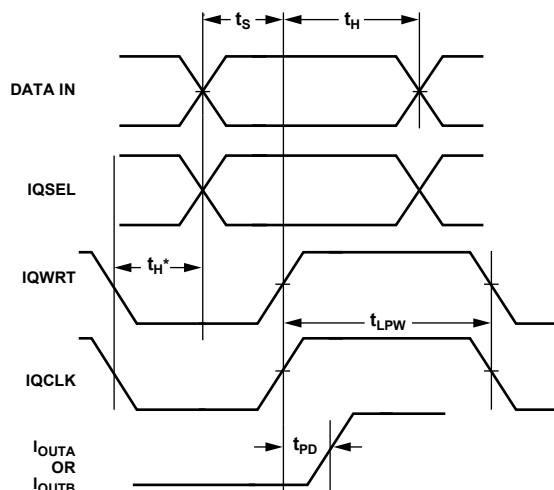 tS
tH
DATA IN
IQSEL
tH*
IQWRT
tLPW
IQCLK
tPD
IOUTA
OR
IOUTB